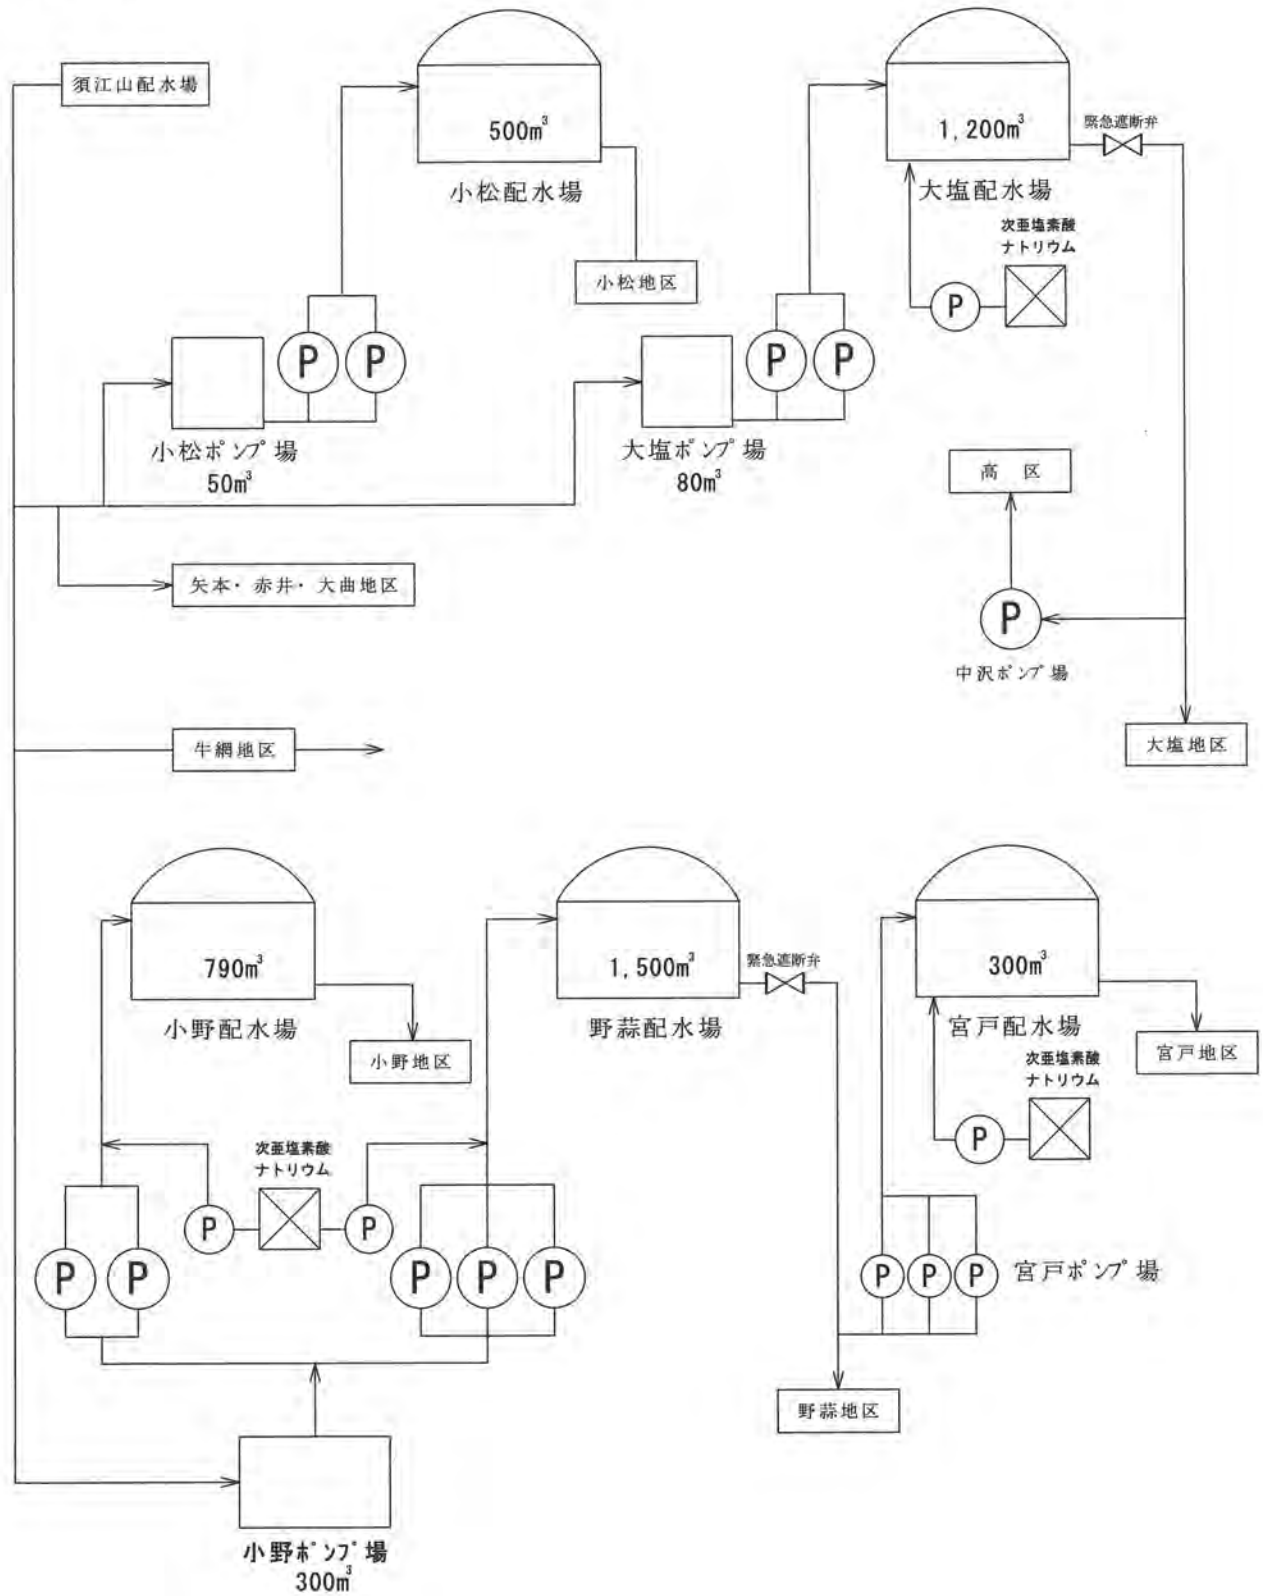 須江山配水場
500m³
小松配水場
小松地区
1,200m³
大塩配水場
緊急遮断弁
次亜塩素酸
ナトリウム
P
P
P
小松ポンプ場
50m³
P
P
大塩ポンプ場
80m³
高 区
P
中沢ポンプ場
矢本・赤井・大曲地区
牛網地区
大塩地区
790m³
小野配水場
小野地区
1,500m³
野蒜配水場
緊急遮断弁
300m³
宮戸配水場
宮戸地区
次亜塩素酸
ナトリウム
P
次亜塩素酸
ナトリウム
P
P
P
P
P
P
P
P
P
P
宮戸ポンプ場
野蒜地区
小野ポンプ場
300m³